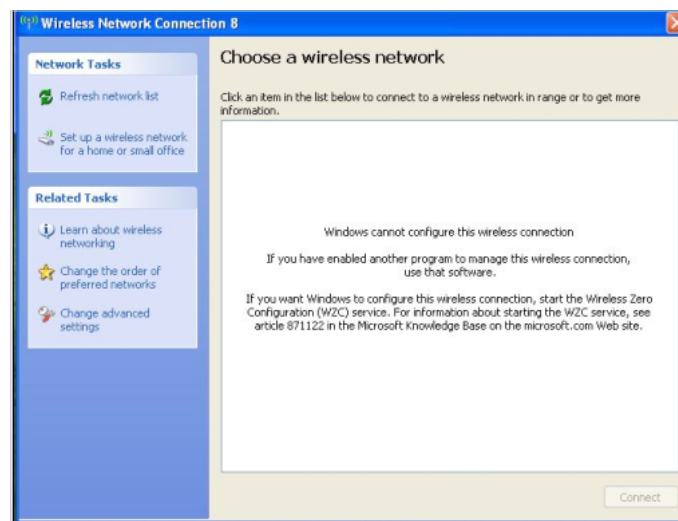 Wireless Network Connection 8
Network Tasks
Refresh network list
Set up a wireless network
for a home or small office
Related Tasks
Learn about wireless
networking
Change the order of
preferred networks
Change advanced
settings
Choose a wireless network
Click an item in the list below to connect to a wireless network in range or to get more
information.
Windows cannot configure this wireless connection
If you have enabled another program to manage this wireless connection,
use that software.
If you want Windows to configure this wireless connection, start the Wireless Zero
Configuration (WZC) service. For information about starting the WZC service, see
article 871122 in the Microsoft Knowledge Base on the microsoft.com Web site.
Connect